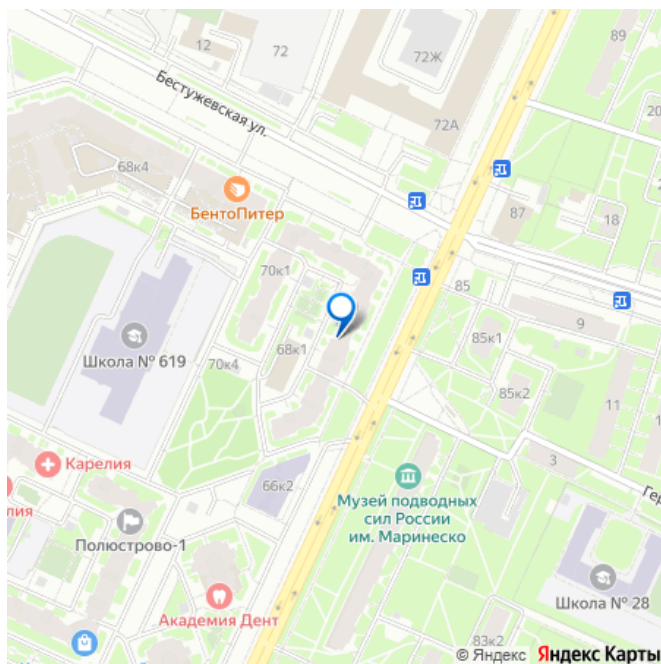 89
12
72
72Ж
Бестужевская ул.
72А
20
68к4
БентоПитер
87
18
70к1
85
9
85к1
Школа № 619
68к1
70к4
85к2
11
3
Карелия
66к2
Музей подводных
сил России
им. Маринеско
Гер
лия
Полюстрово-1
Академия Дент
Школа № 28
83к2
© Яндекс Яндекс Карты